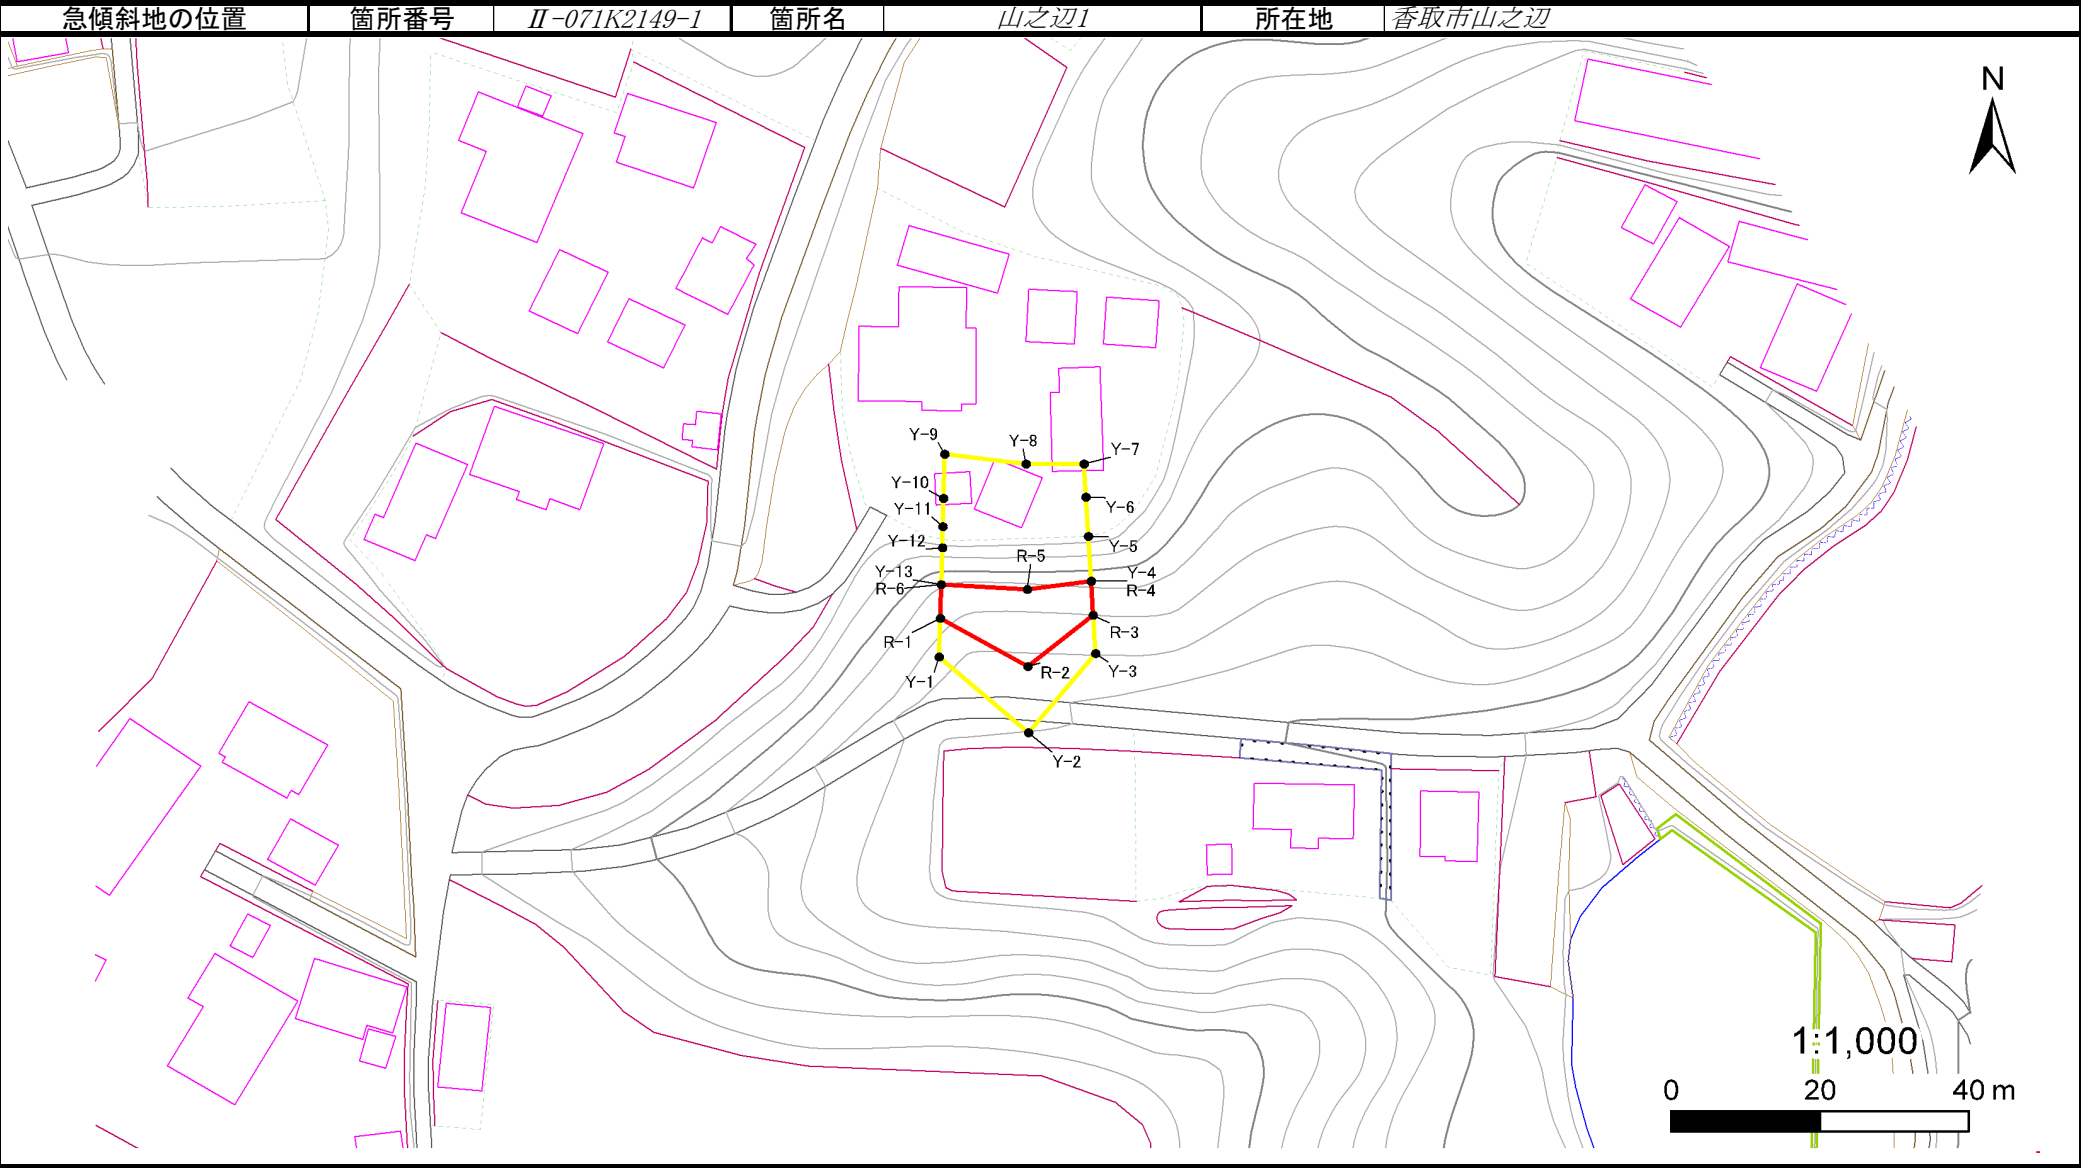 急傾斜地の位置 箇所番号 Ⅱ-071K2149-1 箇所名 山之辺1 所在地 香取市山之辺
N
Y-9
Y-8
Y-7
Y-10
Y-6
Y-11
Y-12
Y-5
R-5
Y-13
Y-4
R-6
R-4
R-1
R-3
Y-1
R-2
Y-3
Y-2
1:1,000
0 20 40 m